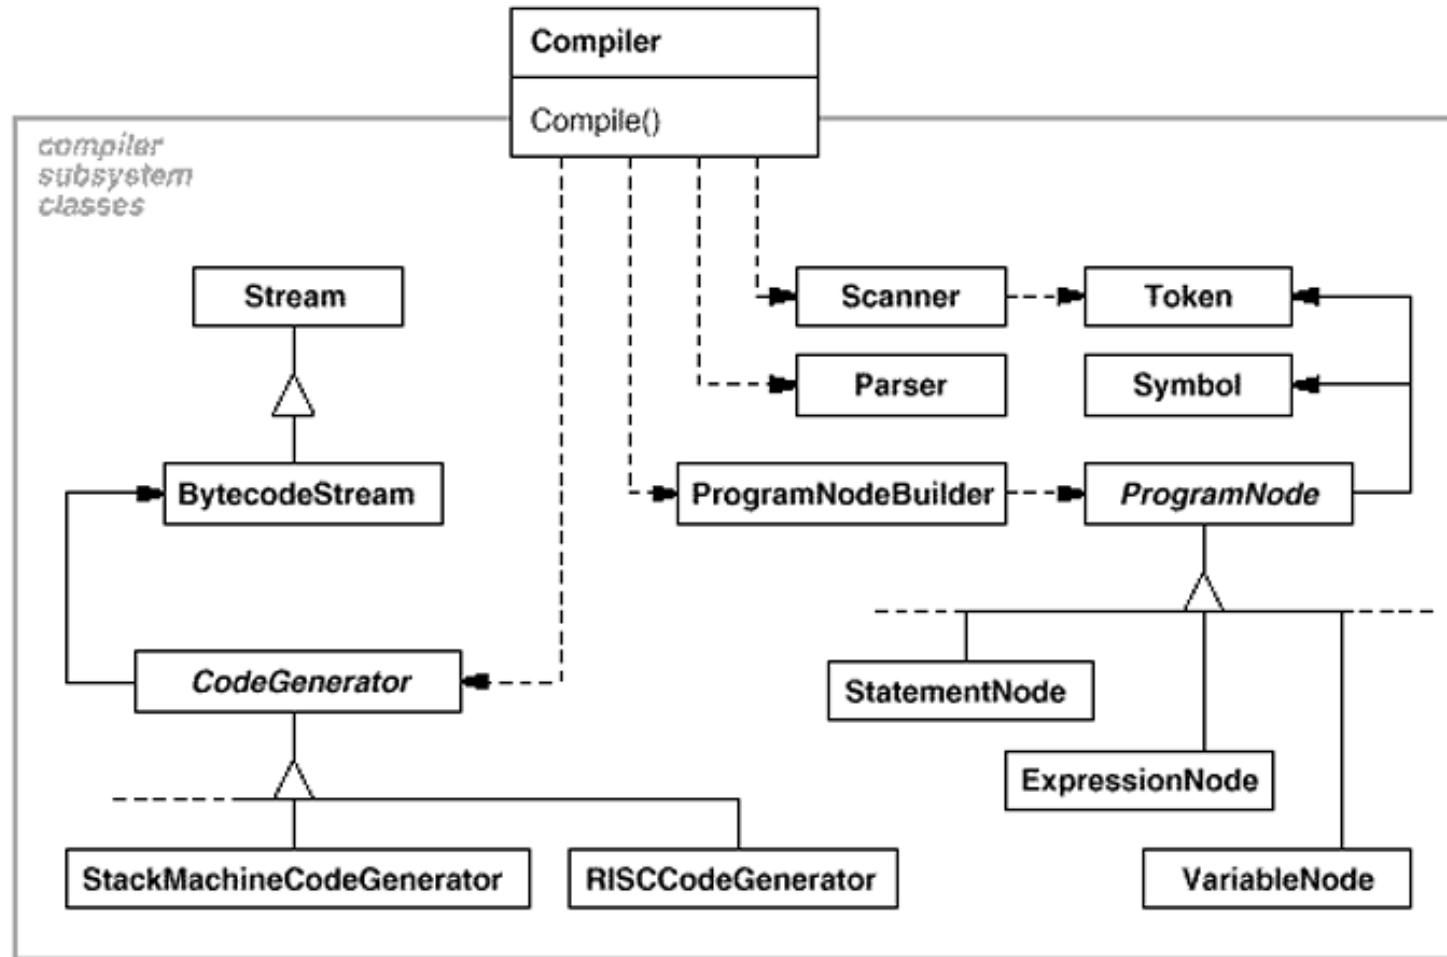 Compiler
Compile()
compiler
subsystem
classes
Stream
Scanner
Token
Parser
Symbol
BytecodeStream
ProgramNodeBuilder
ProgramNode
CodeGenerator
StatementNode
ExpressionNode
StackMachineCodeGenerator
RISCCodeGenerator
VariableNode